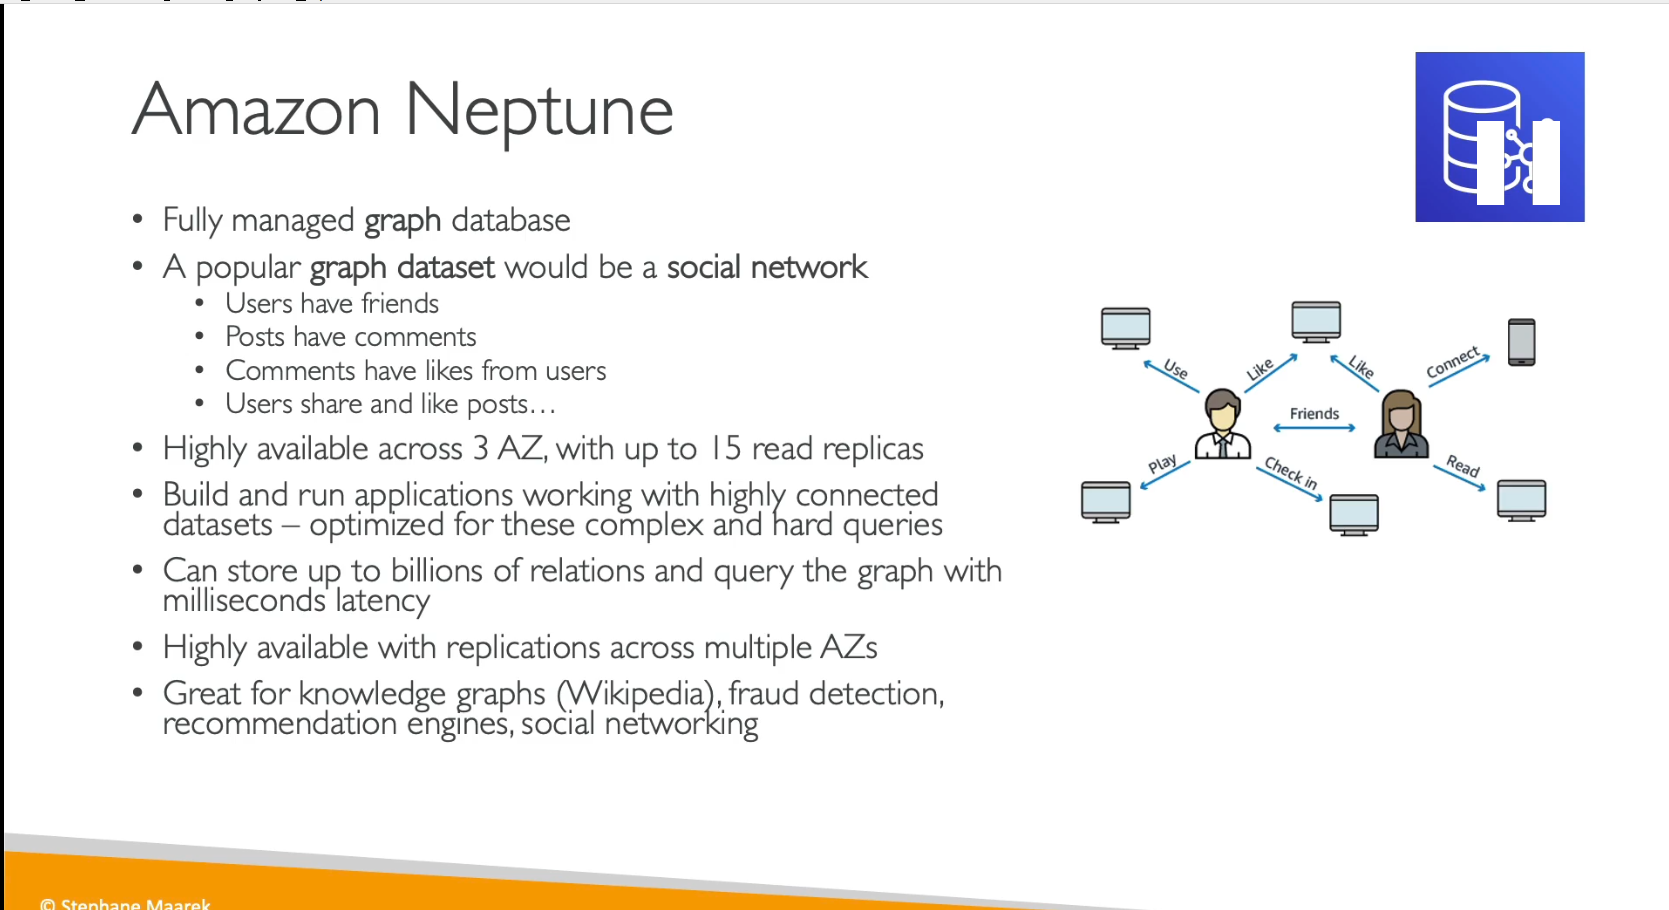 Amazon Neptune
• Fully managed graph database
• A popular graph dataset would be a social network
• Users have friends
• Posts have comments
• Comments have likes from users
• Users share and like posts…
• Highly available across 3 AZ, with up to 15 read replicas
• Build and run applications working with highly connected
datasets – optimized for these complex and hard queries
• Can store up to billions of relations and query the graph with
milliseconds latency
• Highly available with replications across multiple AZs
• Great for knowledge graphs (Wikipedia), fraud detection,
recommendation engines, social networking
Use
Like
Like
Connect
Friends
Play
Check in
Read
© Stephane Maarek